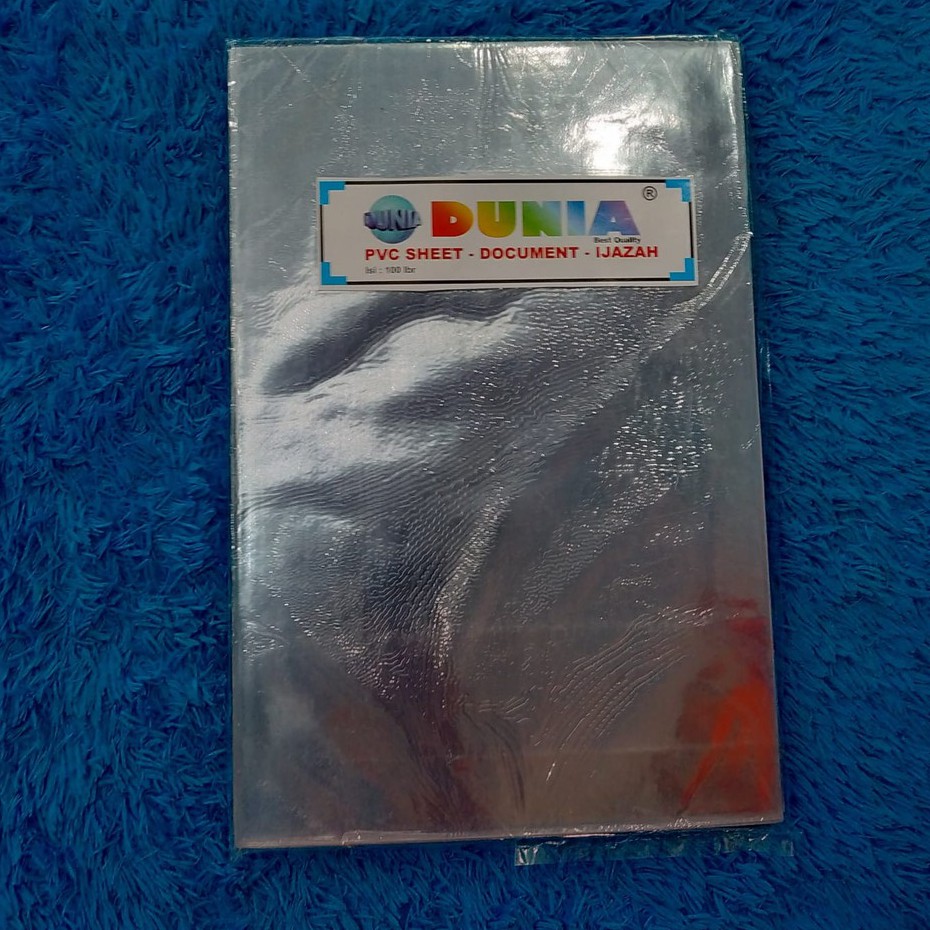 DUNIA DUNIA ®
Best Quality
PVC SHEET - DOCUMENT - IJAZAH
Isi : 100 lbr